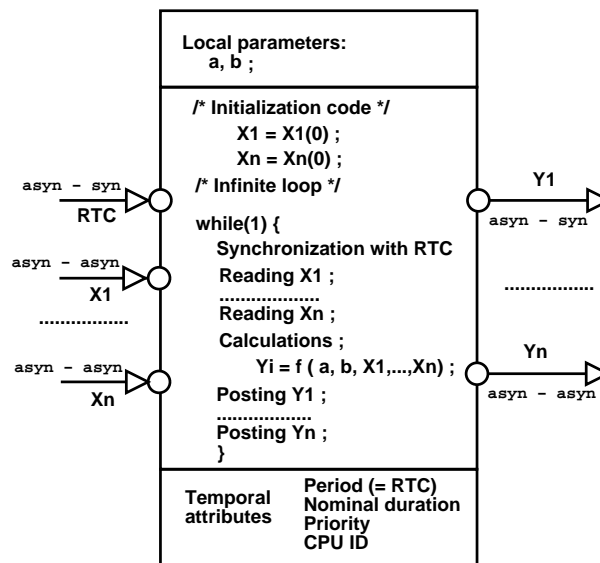 Local parameters:
a, b ;
/* Initialization code */
X1 = X1(0) ;
Xn = Xn(0) ;
/* Infinite loop */
while(1) {
Synchronization with RTC
Reading X1 ;
....................
Reading Xn ;
Calculations ;
Yi = f ( a, b, X1,...,Xn) ;
Posting Y1 ;
..................
Posting Yn ;
}
Temporal attributes
Period (= RTC)
Nominal duration
Priority
CPU ID
asyn - syn
RTC
asyn - asyn
X1
.................
asyn - asyn
Xn
Y1
asyn - syn
.................
Yn
asyn - asyn